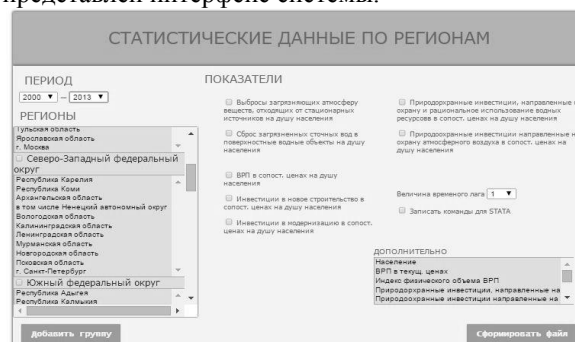 представлен интерфейс системы.
СТАТИСТИЧЕСКИЕ ДАННЫЕ ПО РЕГИОНАМ
ПЕРИОД
2000 — 2013
РЕГИОНЫ
Тульская область
Ярославская область
г. Москва
Северо-Западный федеральный
округ
Республика Карелия
Республика Коми
Архангельская область
в том числе Ненецкий автономный округ
Вологодская область
Калининградская область
Ленинградская область
Мурманская область
Новгородская область
Псковская область
г. Санкт-Петербург
Южный федеральный округ
Республика Адыгея
Республика Калмыкия
Добавить группу
ПОКАЗАТЕЛИ
Выбросы загрязняющих атмосферу
веществ, отходящих от стационарных
источников на душу населения
Сброс загрязненных сточных вод в
поверхностные водные объекты на душу
населения
ВРП в сопост. ценах на душу
населения
Инвестиции в новое строительство в
сопост. ценах на душу населения
Инвестиции в модернизацию в сопост.
ценах на душу населения
Природоохранные инвестиции, направленные н
охрану и рациональное использование водных
ресурсовв в сопост. ценах на душу населения
Природоохранные инвестиции направленные н
охрану атмосферного воздуха в сопост. ценах на
душу населения
Величина временого лага 1
Записать команды для STATA
ДОПОЛНИТЕЛЬНО
Население
ВРП в текущ. ценах
Индекс физического объема ВРП
Природоохранные инвестиции, направленные на
Природоохранные инвестиции направленные на
Сформировать файл